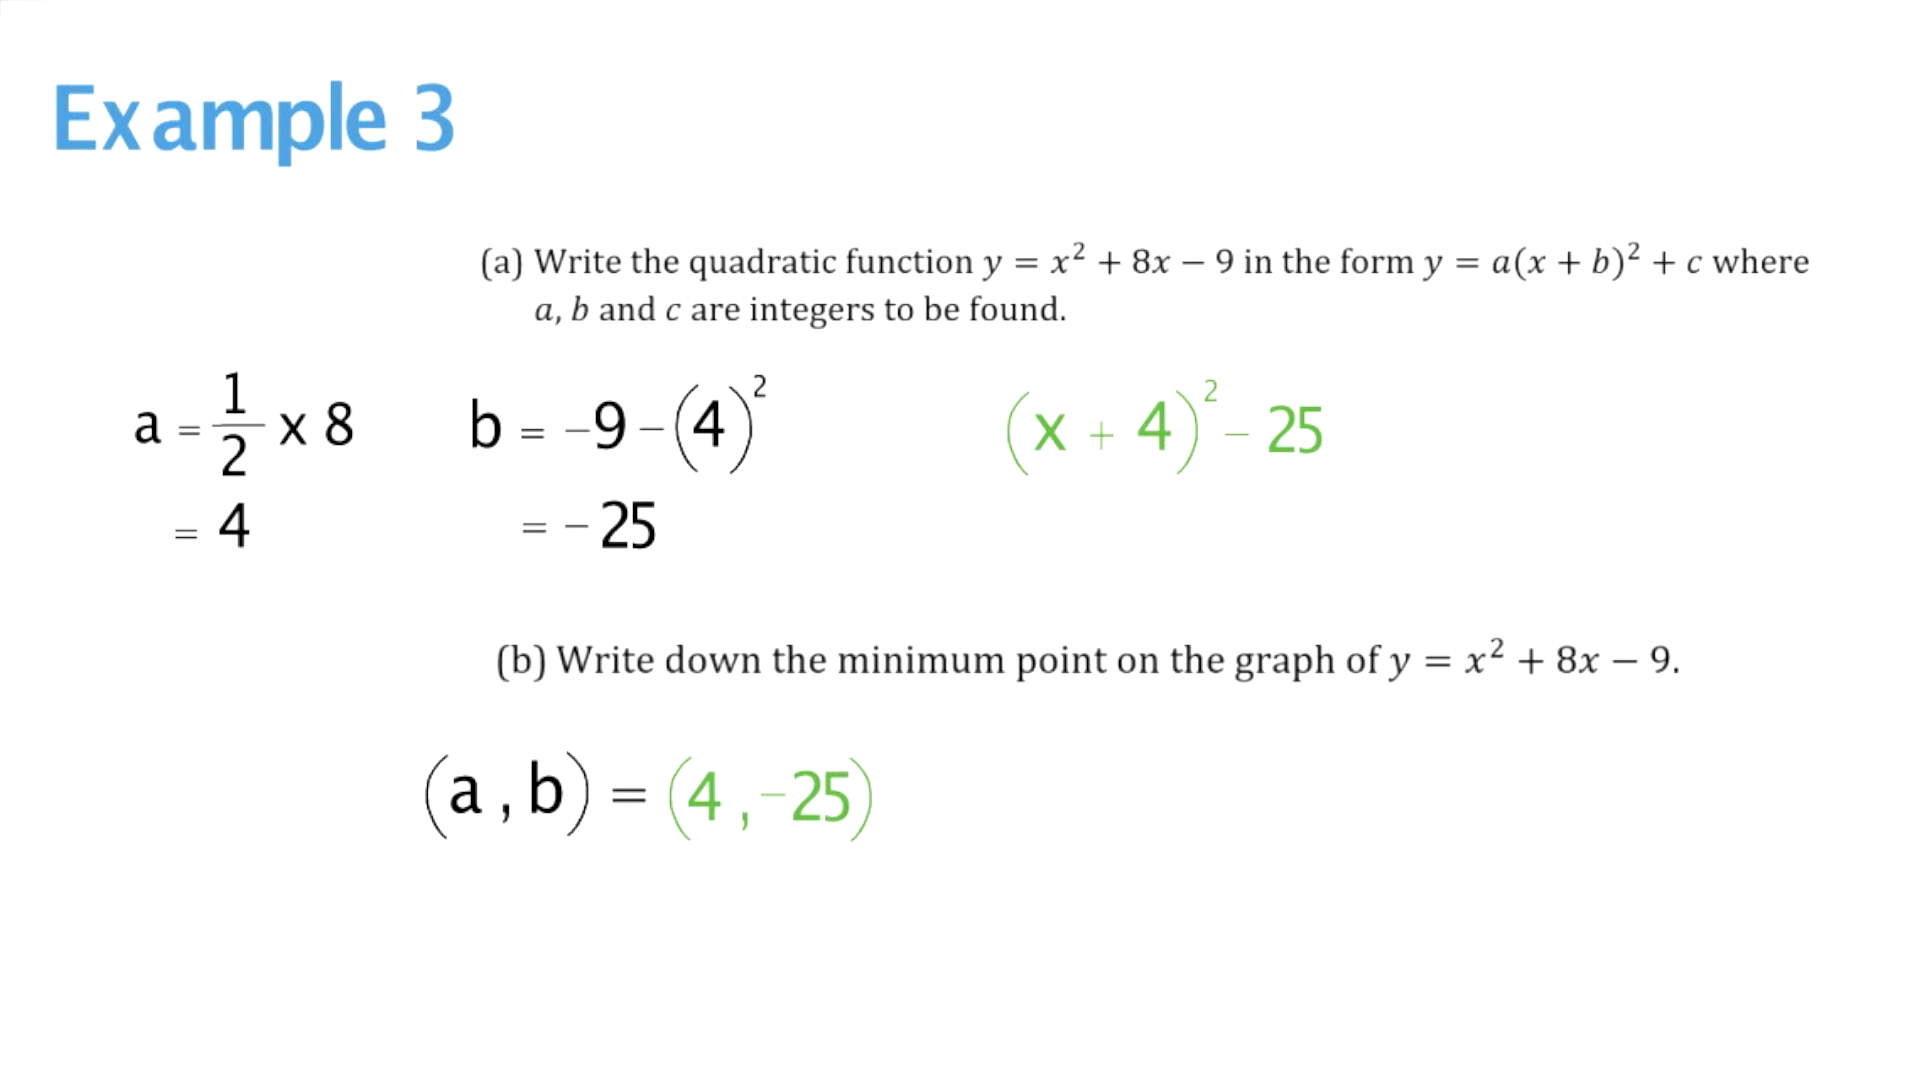 Example 3
(a) Write the quadratic function y = x² + 8x − 9 in the form y = a(x + b)² + c where
a, b and c are integers to be found.
a = 1/2 x 8
= 4
b = −9 − (4)²
= − 25
(x + 4)² − 25
(b) Write down the minimum point on the graph of y = x² + 8x − 9.
(a , b) = (4 , −25)